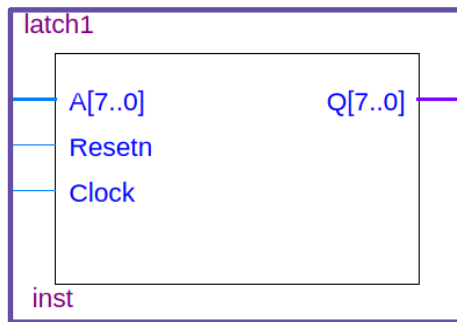 latch1
A[7..0] Q[7..0]
Resetn
Clock
inst